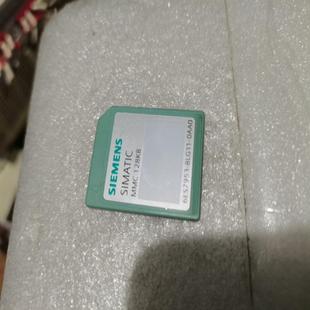 SIEMENS
SIMATIC
MMC 128KB
6ES7953-8LG11-0AA0